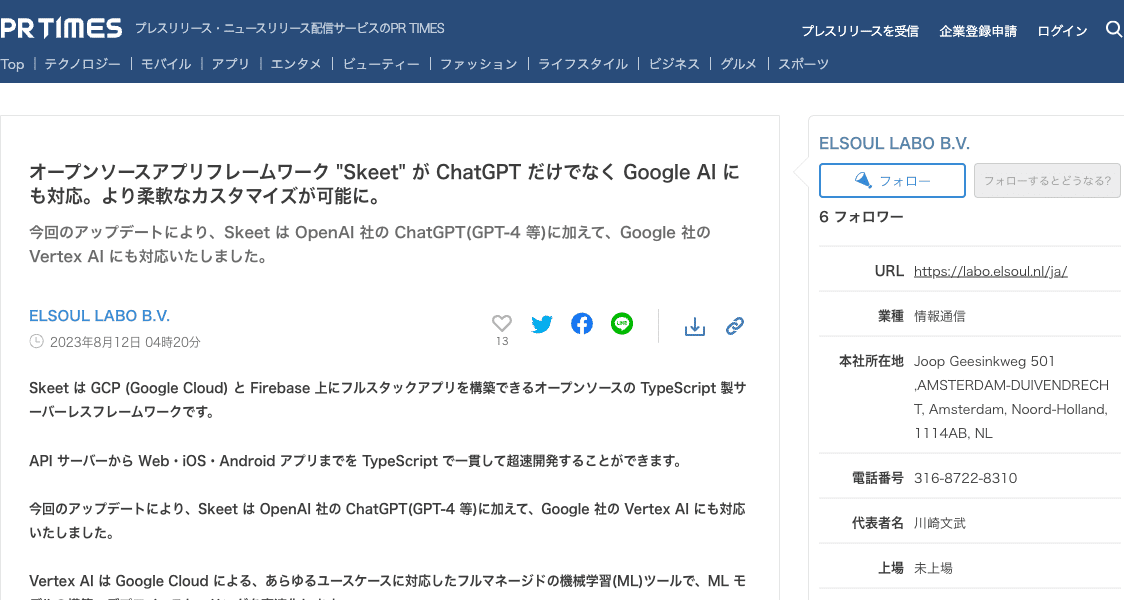 PR TIMES プレスリリース・ニュースリリース配信サービスのPR TIMES
プレスリリースを受信 企業登録申請 ログイン
Top | テクノロジー | モバイル | アプリ | エンタメ | ビューティー | ファッション | ライフスタイル | ビジネス | グルメ | スポーツ
オープンソースアプリフレームワーク "Skeet" が ChatGPT だけでなく Google AI に
も対応。より柔軟なカスタマイズが可能に。
今回のアップデートにより、Skeet は OpenAI 社の ChatGPT(GPT-4 等)に加えて、Google 社の
Vertex AI にも対応いたしました。
ELSOUL LABO B.V.
2023年8月12日 04時20分
13
LINE
Skeet は GCP (Google Cloud) と Firebase 上にフルスタックアプリを構築できるオープンソースの TypeScript 製サ
ーバーレスフレームワークです。
API サーバーから Web・iOS・Android アプリまでを TypeScript で一貫して超速開発することができます。
今回のアップデートにより、Skeet は OpenAI 社の ChatGPT(GPT-4 等)に加えて、Google 社の Vertex AI にも対応
いたしました。
Vertex AI は Google Cloud による、あらゆるユースケースに対応したフルマネージドの機械学習(ML)ツールで、ML モ
ELSOUL LABO B.V.
フォロー
フォローするとどうなる?
6 フォロワー
URL https://labo.elsoul.nl/ja/
業種 情報通信
本社所在地 Joop Geesinkweg 501
,AMSTERDAM-DUIVENDRECH
T, Amsterdam, Noord-Holland,
1114AB, NL
電話番号 316-8722-8310
代表者名 川崎文武
上場 未上場